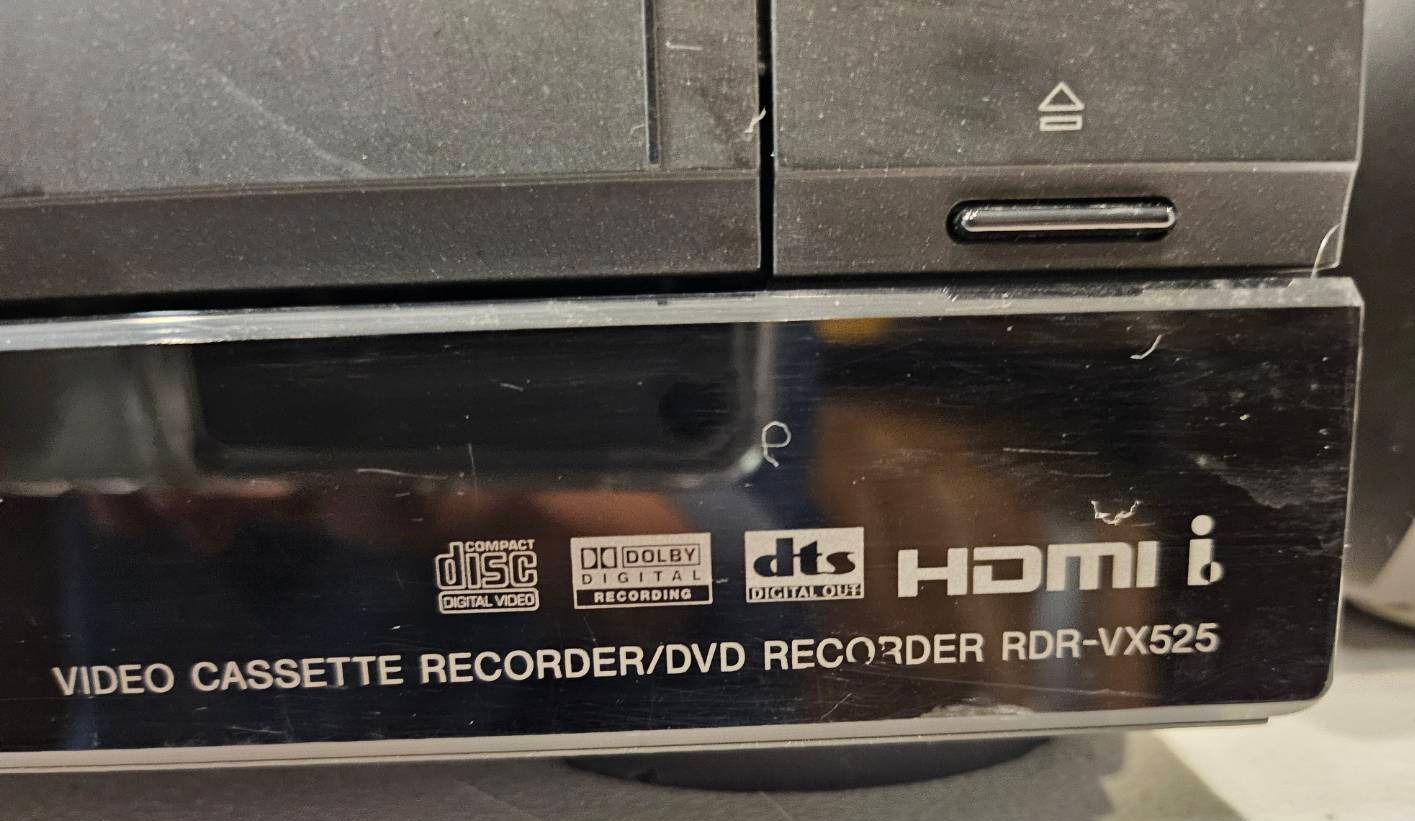 COMPACT
disc
DIGITAL VIDEO
DOLBY
DIGITAL
RECORDING
dts
DIGITAL OUT
HDMI
i
VIDEO CASSETTE RECORDER/DVD RECORDER RDR-VX525